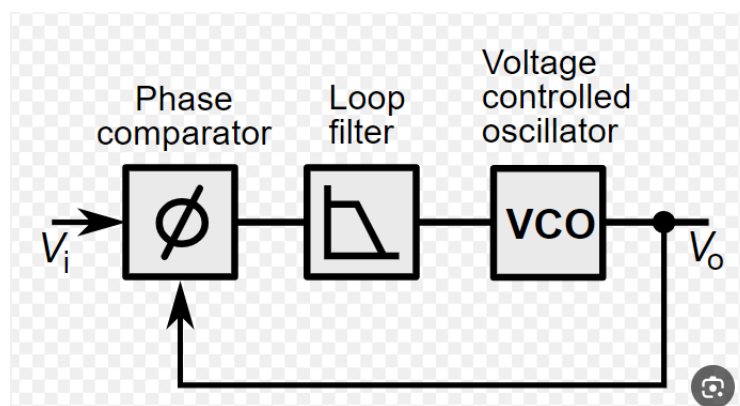 Phase
comparator
Loop
filter
Voltage
controlled
oscillator
Vi
ϕ
VCO
Vo